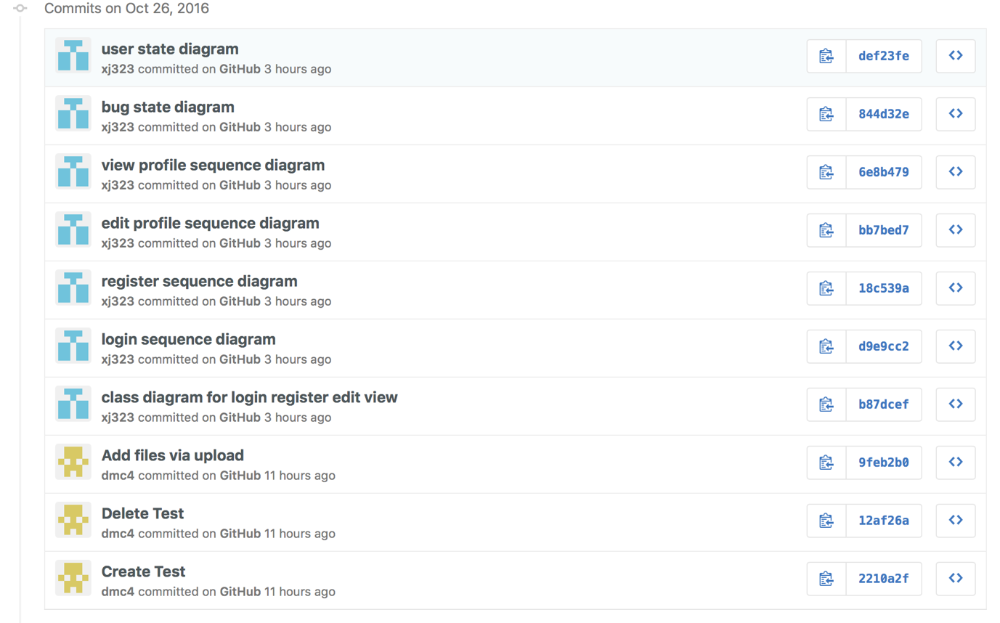 Commits on Oct 26, 2016
user state diagram
xj323 committed on GitHub 3 hours ago
def23fe
bug state diagram
xj323 committed on GitHub 3 hours ago
844d32e
view profile sequence diagram
xj323 committed on GitHub 3 hours ago
6e8b479
edit profile sequence diagram
xj323 committed on GitHub 3 hours ago
bb7bed7
register sequence diagram
xj323 committed on GitHub 3 hours ago
18c539a
login sequence diagram
xj323 committed on GitHub 3 hours ago
d9e9cc2
class diagram for login register edit view
xj323 committed on GitHub 3 hours ago
b87dcef
Add files via upload
dmc4 committed on GitHub 11 hours ago
9feb2b0
Delete Test
dmc4 committed on GitHub 11 hours ago
12af26a
Create Test
dmc4 committed on GitHub 11 hours ago
2210a2f